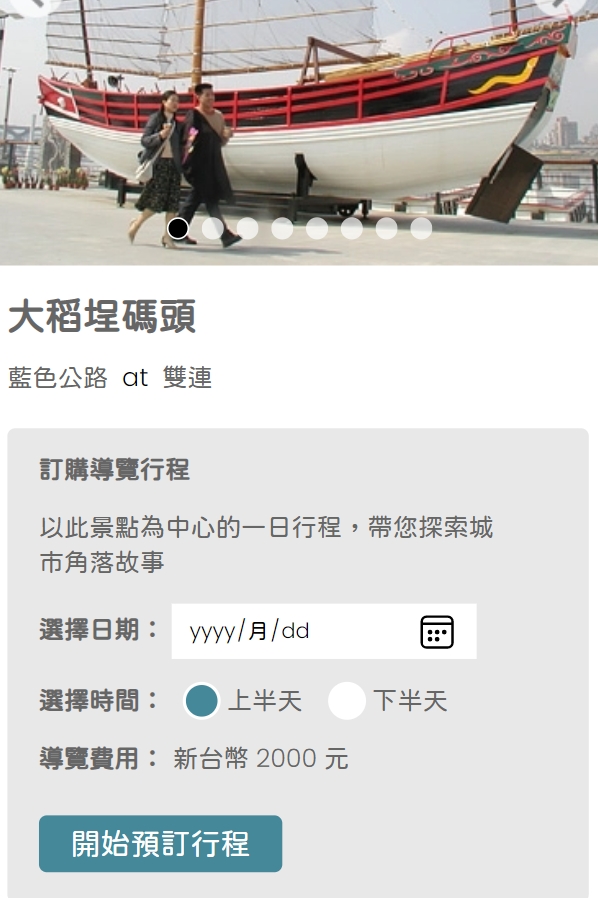 大稻埕碼頭
藍色公路 at 雙連
訂購導覽行程
以此景點為中心的一日行程，帶您探索城
市角落故事
選擇日期： yyyy/月/dd
選擇時間： 上半天 下半天
導覽費用： 新台幣 2000 元
開始預訂行程